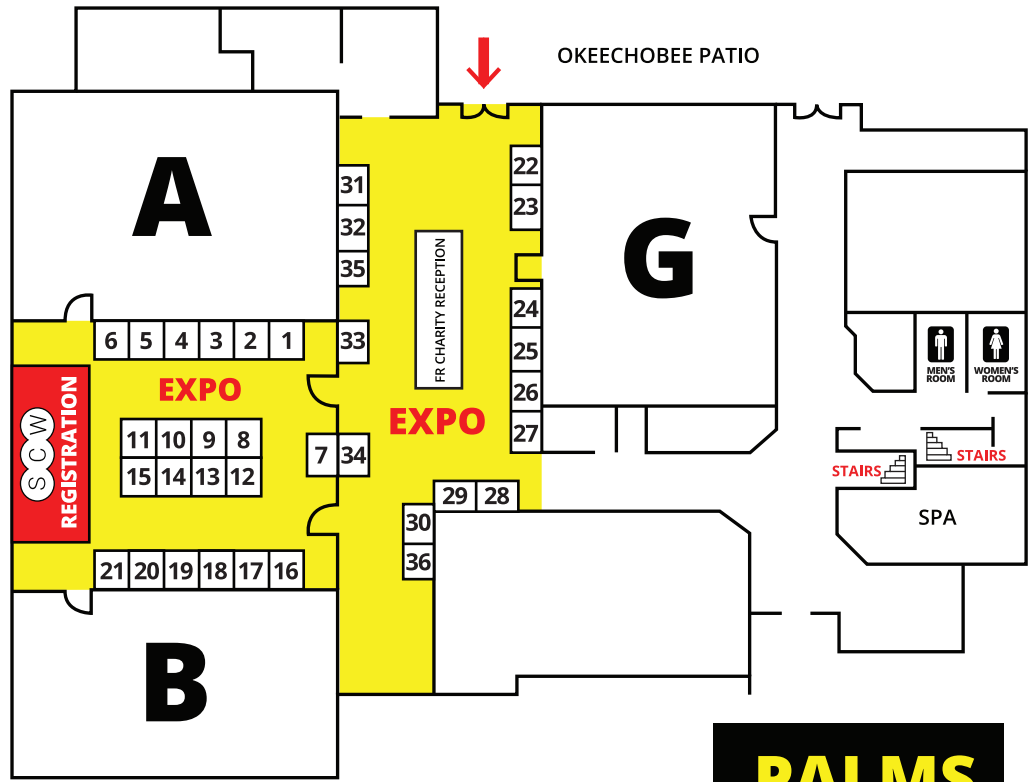 OKEECHOBEE PATIO
A
G
B
22
23
24
25
26
27
31
32
35
33
FR CHARITY RECEPTION
6 5 4 3 2 1
EXPO
EXPO
SCW
REGISTRATION
11 10 9 8
15 14 13 12
7 34
29 28
30
36
21 20 19 18 17 16
MEN'S
ROOM
WOMEN'S
ROOM
STAIRS
STAIRS
SPA
PALMS